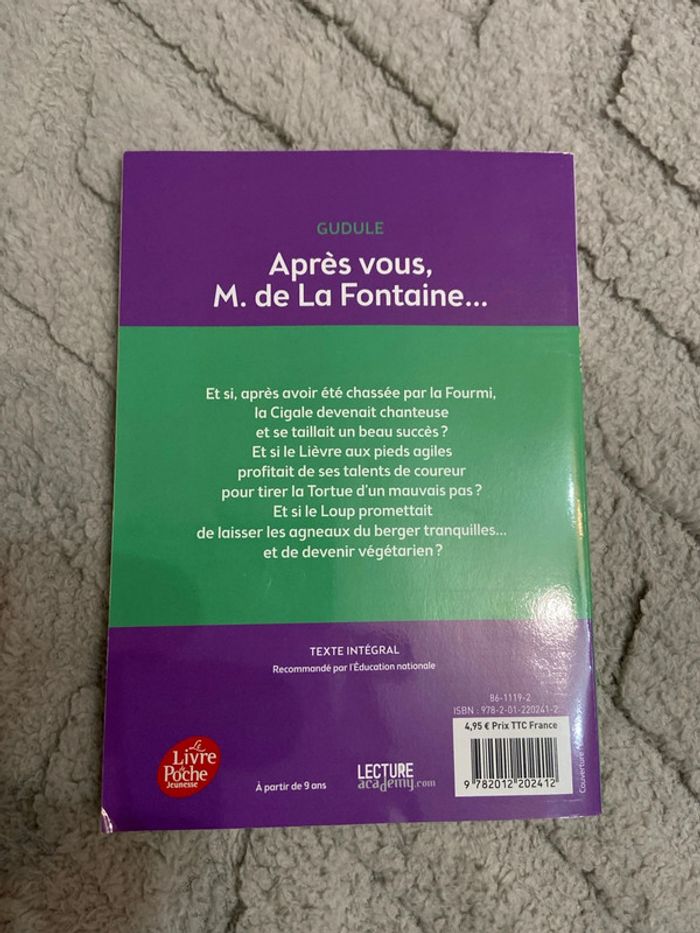 GUDULE
Après vous,
M. de La Fontaine...
Et si, après avoir été chassée par la Fourmi,
la Cigale devenait chanteuse
et se taillait un beau succès ?
Et si le Lièvre aux pieds agiles
profitait de ses talents de coureur
pour tirer la Tortue d'un mauvais pas ?
Et si le Loup promettait
de laisser les agneaux du berger tranquilles...
et de devenir végétarien ?
TEXTE INTÉGRAL
Recommandé par l'Éducation nationale
86-1119-2
ISBN : 978-2-01-220241-2
4,95 € Prix TTC France
9 782012 202412
Le
Livre
de
Poche
Jeunesse
À partir de 9 ans
LECTURE
academy.com
Couverture